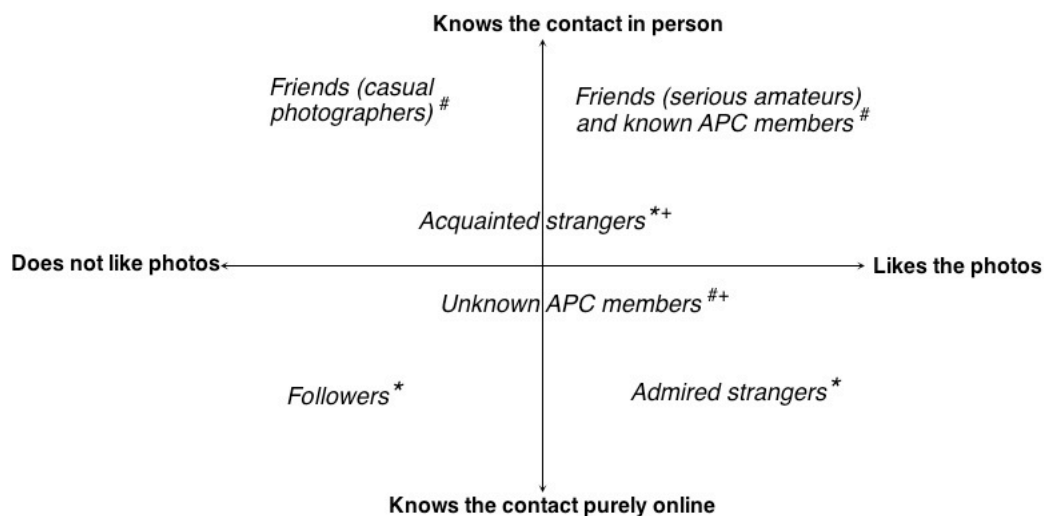 Knows the contact in person
Friends (casual
photographers) #
Friends (serious amateurs)
and known APC members #
Acquainted strangers *+
Does not like photos
Likes the photos
Unknown APC members #+
Followers *
Admired strangers *
Knows the contact purely online